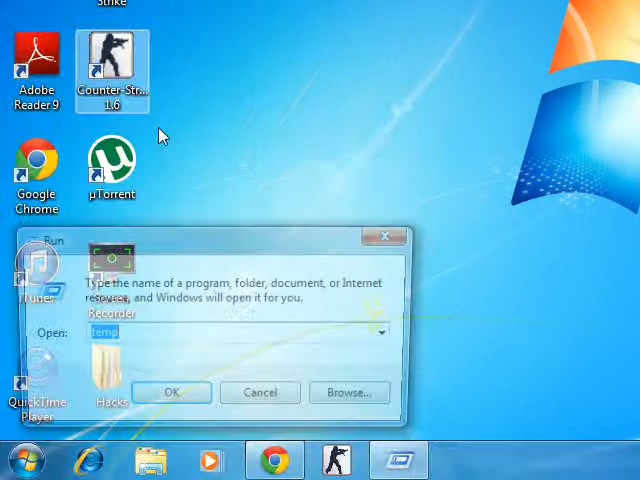 Strike
Adobe
Reader 9
Counter-Str...
1.6
Google
Chrome
µTorrent
Run
Type the name of a program, folder, document, or Internet
resource, and Windows will open it for you.
iTunes
Recorder
Open:
temp
OK
Cancel
Browse...
QuickTime
Player
Hacks